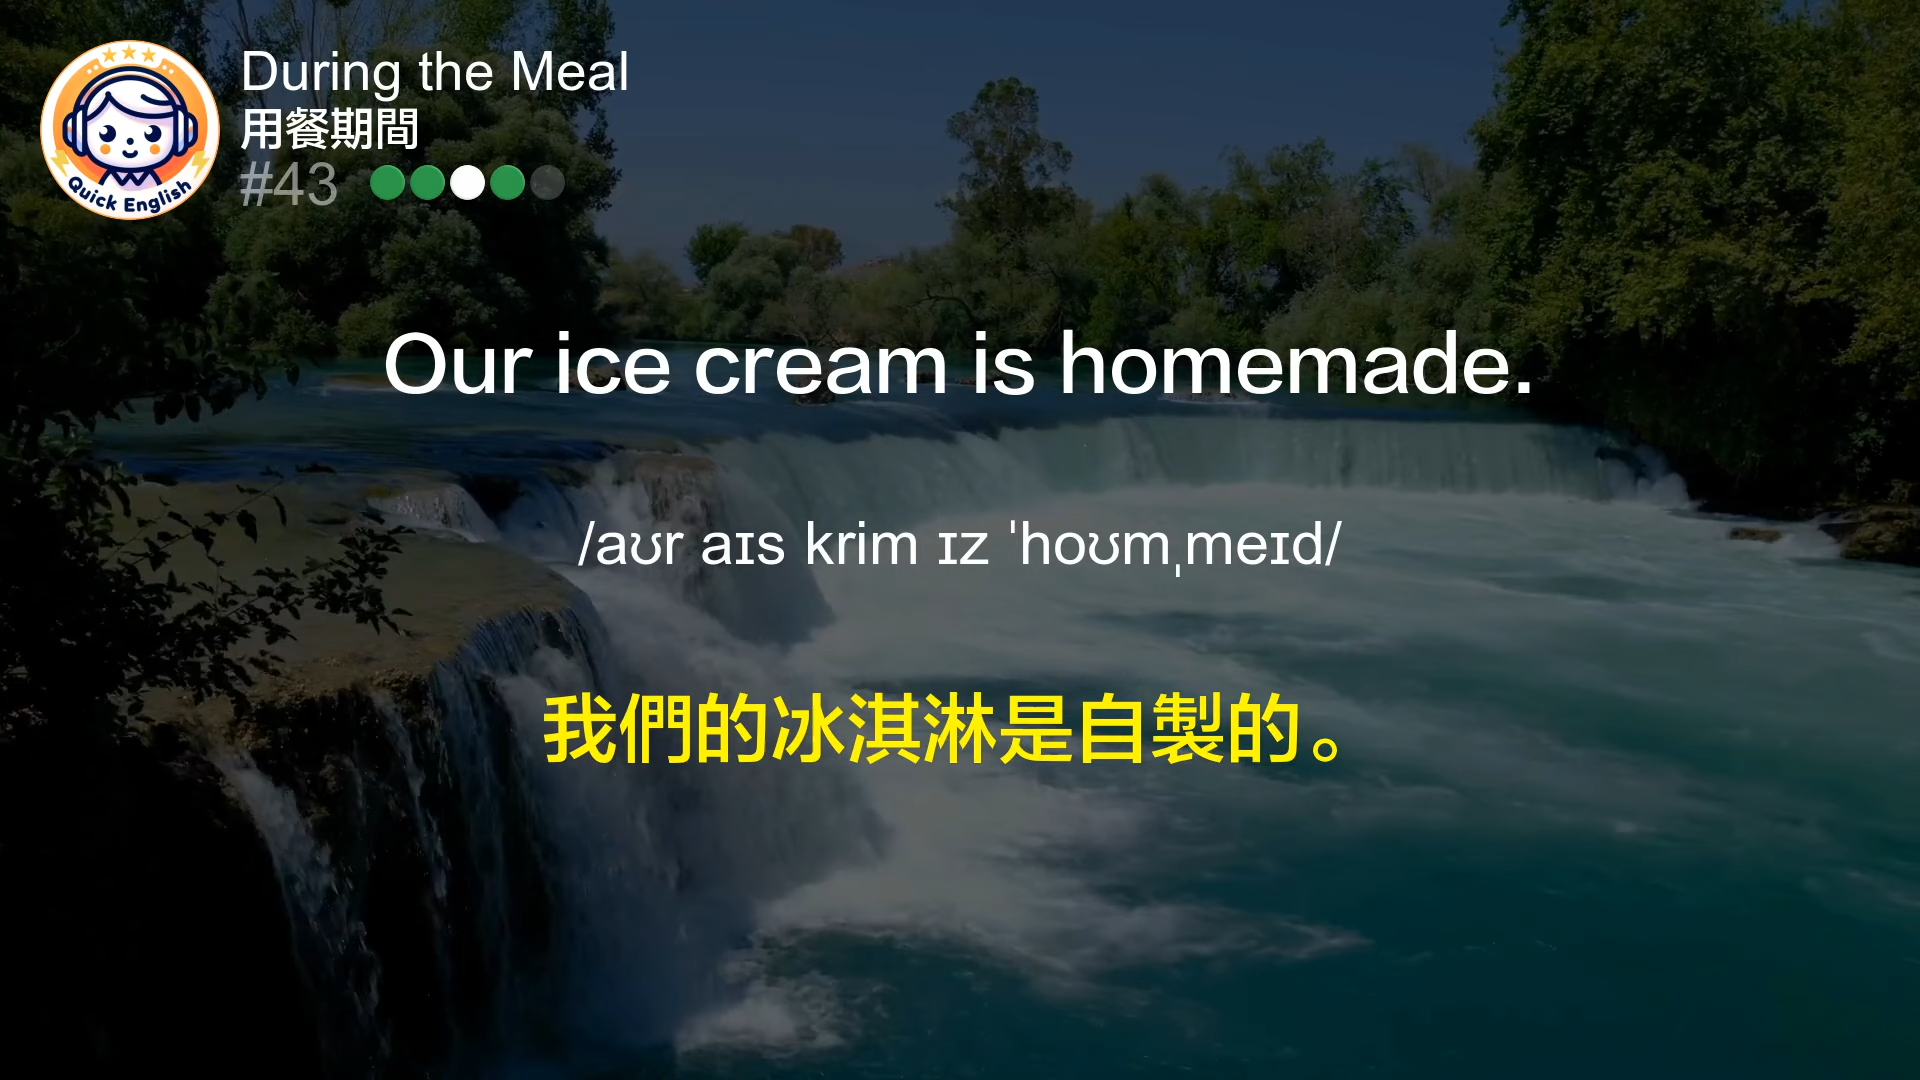 During the Meal
用餐期間
#43
Quick English
Our ice cream is homemade.
/aʊr aɪs krim ɪz ˈhoʊmˌmeɪd/
我們的冰淇淋是自製的。